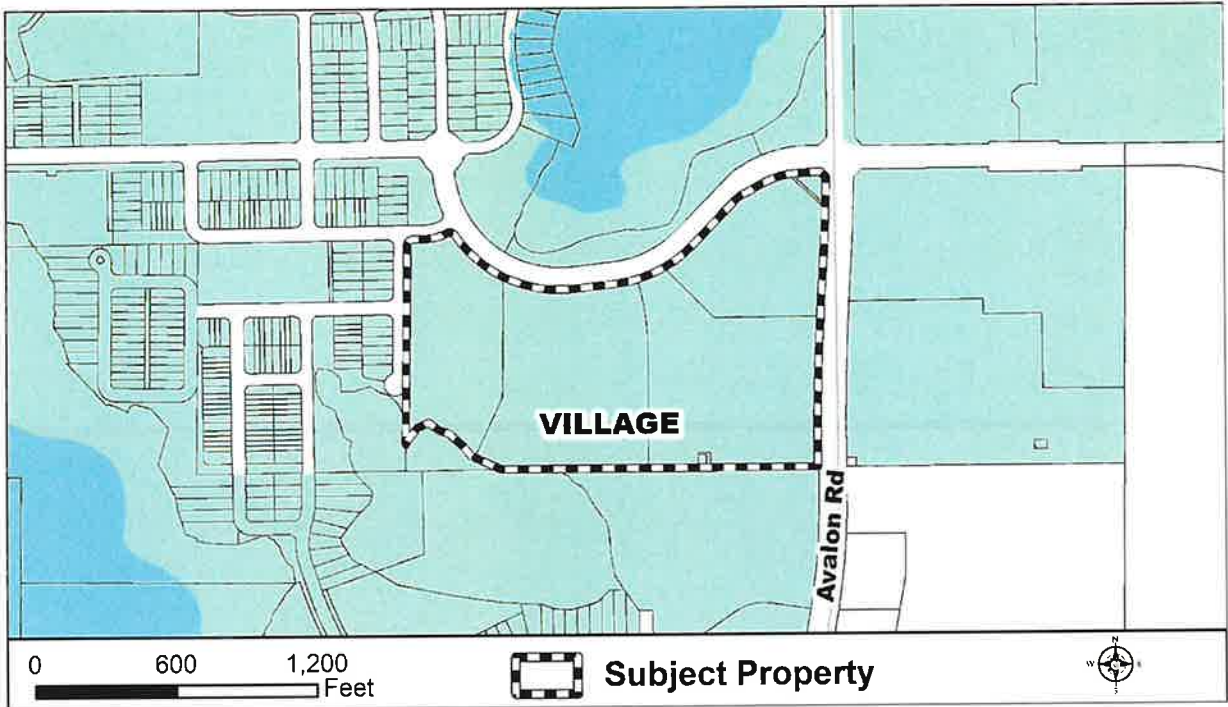 VILLAGE
Avalon Rd
0 600 1,200
Feet
Subject Property
N
W E
S